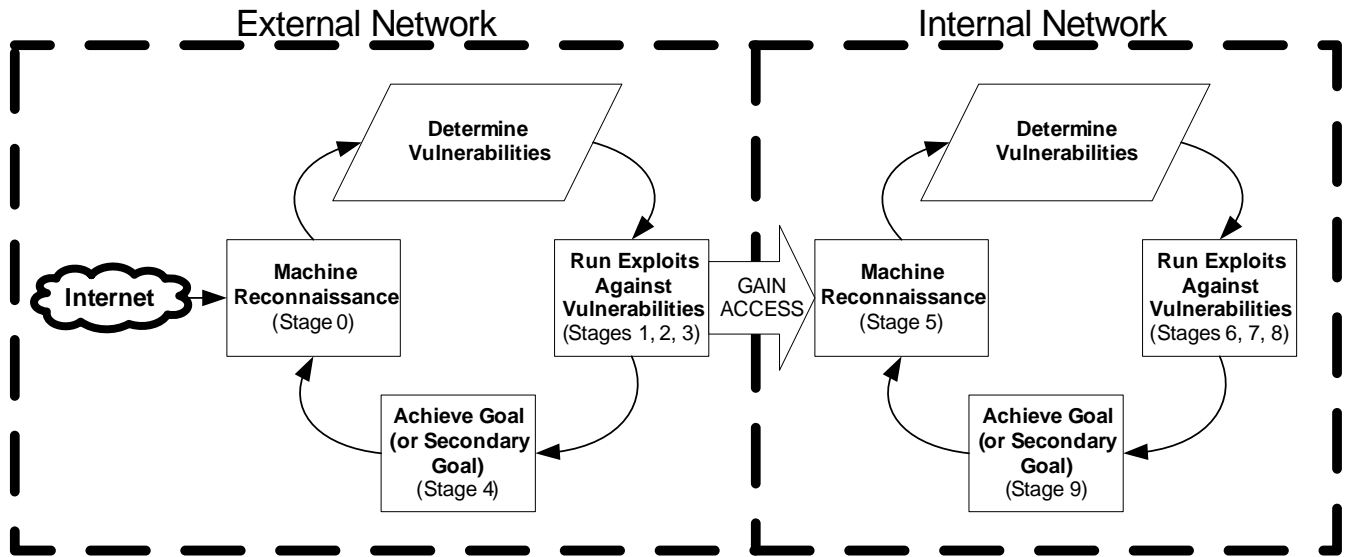 External Network
Internal Network
Determine
Vulnerabilities
Determine
Vulnerabilities
Internet
Machine
Reconnaissance
(Stage 0)
Run Exploits
Against
Vulnerabilities
(Stages 1, 2, 3)
GAIN
ACCESS
Machine
Reconnaissance
(Stage 5)
Run Exploits
Against
Vulnerabilities
(Stages 6, 7, 8)
Achieve Goal
(or Secondary
Goal)
(Stage 4)
Achieve Goal
(or Secondary
Goal)
(Stage 9)